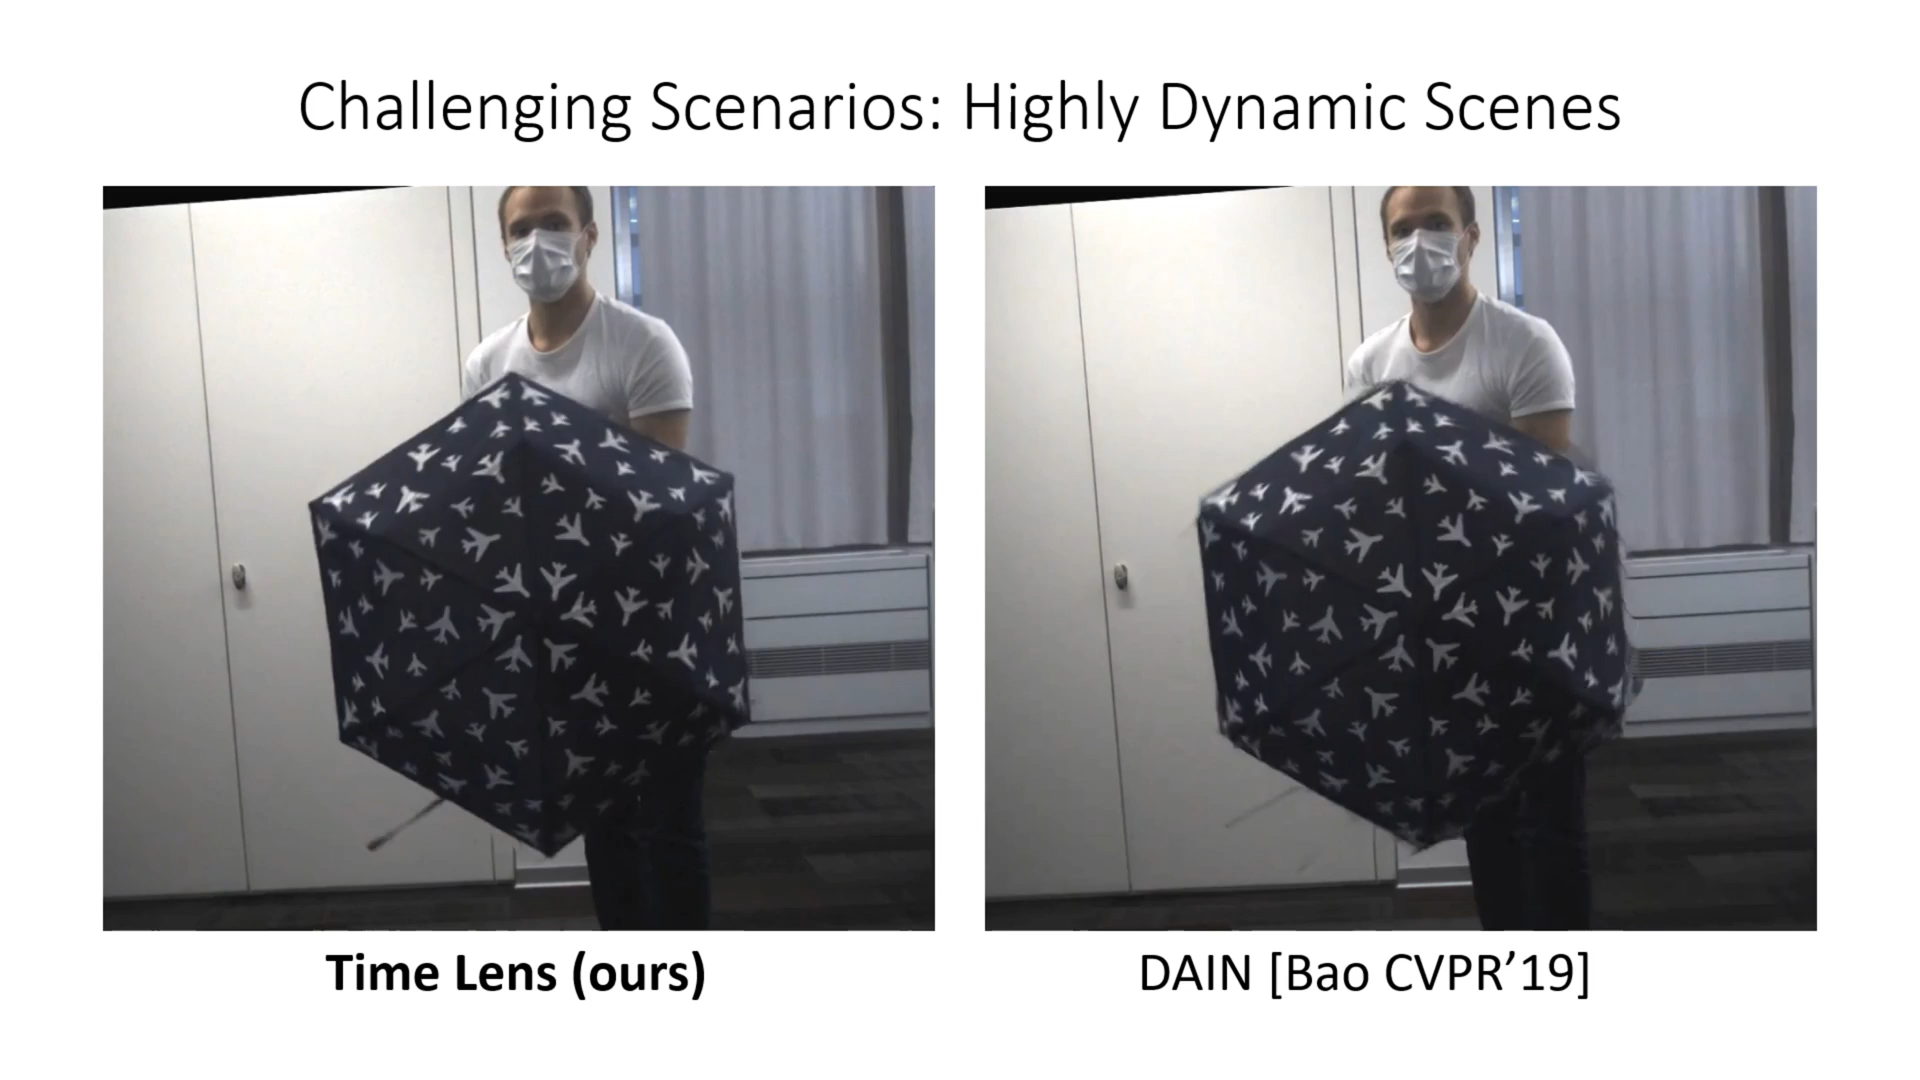 Challenging Scenarios: Highly Dynamic Scenes
Time Lens (ours)
DAIN [Bao CVPR’19]